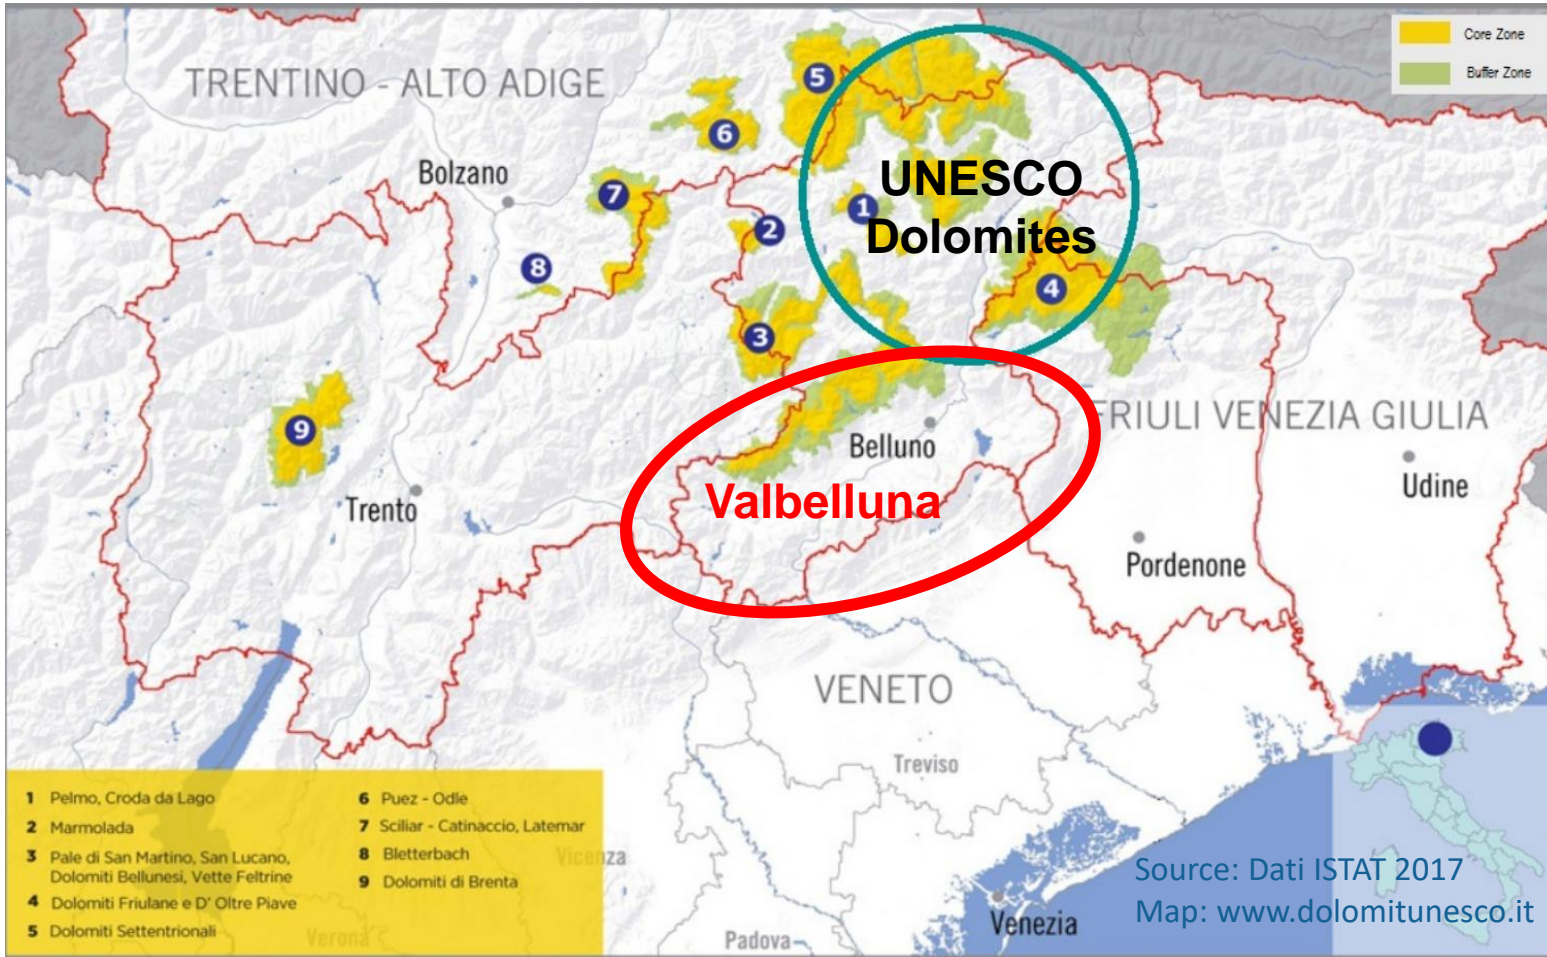 Core Zone
Buffer Zone
TRENTINO - ALTO ADIGE
5
6
Bolzano
7
UNESCO
1
Dolomites
2
8
4
3
9
FRIULI VENEZIA GIULIA
Belluno
Udine
Trento
Valbelluna
Pordenone
VENETO
Treviso
1 Pelmo, Croda da Lago
2 Marmolada
3 Pale di San Martino, San Lucano,
Dolomiti Bellunesi, Vette Feltrine
4 Dolomiti Friulane e D' Oltre Piave
5 Dolomiti Settentrionali
6 Puez - Odle
7 Sciliar - Catinaccio, Latemar
8 Bletterbach
9 Dolomiti di Brenta
Vicenza
Verona
Padova
Venezia
Source: Dati ISTAT 2017
Map: www.dolomitunesco.it